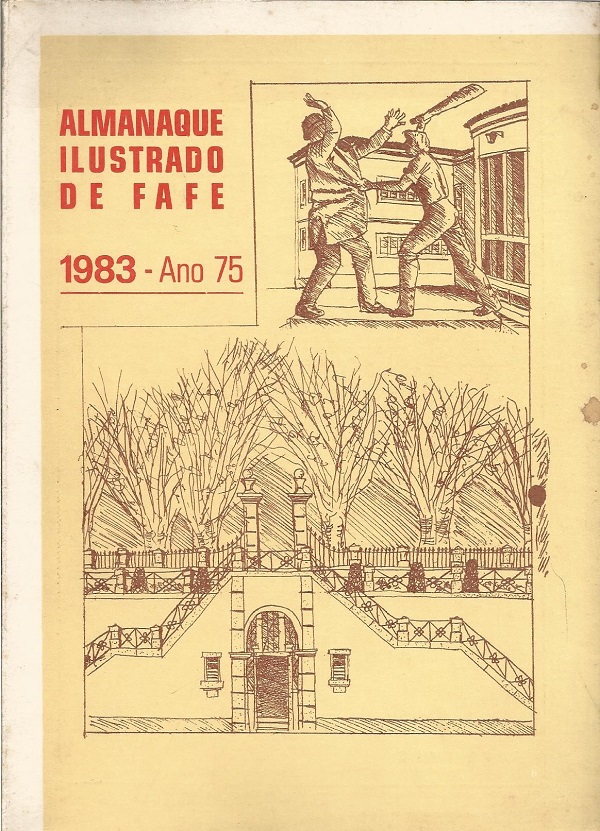 ALMANAQUE
ILUSTRADO
DE FAFE
1983 - Ano 75